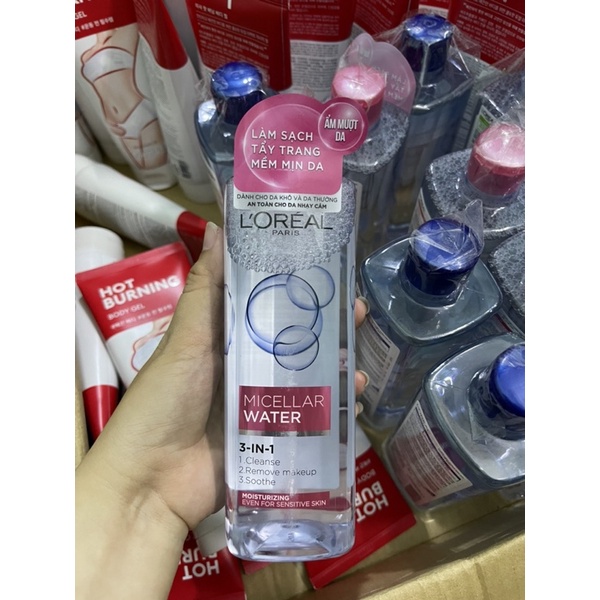 LÀM SẠCH
TẨY TRANG
MỀM MỊN DA
ẨM MƯỢT
DA
DÀNH CHO DA KHÔ VÀ DA THƯỜNG
AN TOÀN CHO DA NHẠY CẢM
L'ORÉAL
PARIS
MICELLAR
WATER
3-IN-1
1. Cleanse
2. Remove makeup
3. Soothe
MOISTURIZING
EVEN FOR SENSITIVE SKIN
HOT
BURNING
BODY GEL
HOT
HOT